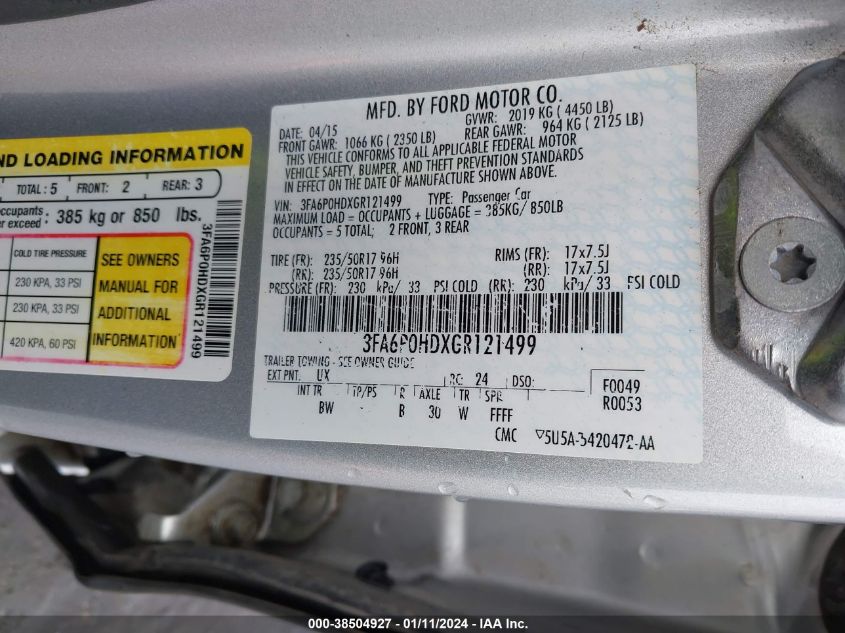 ND LOADING INFORMATION
TOTAL: 5 FRONT: 2 REAR: 3
occupants
er exceed: 385 kg or 850 lbs.
COLD TIRE PRESSURE
230 KPA, 33 PSI
230 KPA, 33 PSI
420 KPA, 60 PSI
SEE OWNERS
MANUAL FOR
ADDITIONAL
INFORMATION
3FA6P0HDXGR121499
MFD. BY FORD MOTOR CO.
DATE: 04/15 GVWR: 2019 KG ( 4450 LB)
FRONT GAWR: 1066 KG ( 2350 LB) REAR GAWR: 964 KG ( 2125 LB)
THIS VEHICLE CONFORMS TO ALL APPLICABLE FEDERAL MOTOR
VEHICLE SAFETY, BUMPER, AND THEFT PREVENTION STANDARDS
IN EFFECT ON THE DATE OF MANUFACTURE SHOWN ABOVE.
VIN: 3FA6P0HDXGR121499 TYPE: Passenger Car
MAXIMUM LOAD = OCCUPANTS + LUGGAGE = 385KG/850LB
OCCUPANTS = 5 TOTAL; 2 FRONT, 3 REAR
TIRE (FR): 235/50R17 96H RIMS (FR): 17x7.5J
(RR): 235/50R17 96H (RR): 17x7.5J
PRESSURE (FR): 230 kPa/ 33 PSI COLD (RR): 230 kPa/ 33 PSI COLD
3FA6P0HDXGR121499
TRAILER TOWING - SEE OWNER GUIDE
EXT PNT: UX RC: 24 DSO: F0049
INT TR TP/PS R AXLE TR SPR R0053
BW B 30 W FFFF
CMC ▽5U5A-3420472-AA
000-38504927 - 01/11/2024 - IAA Inc.